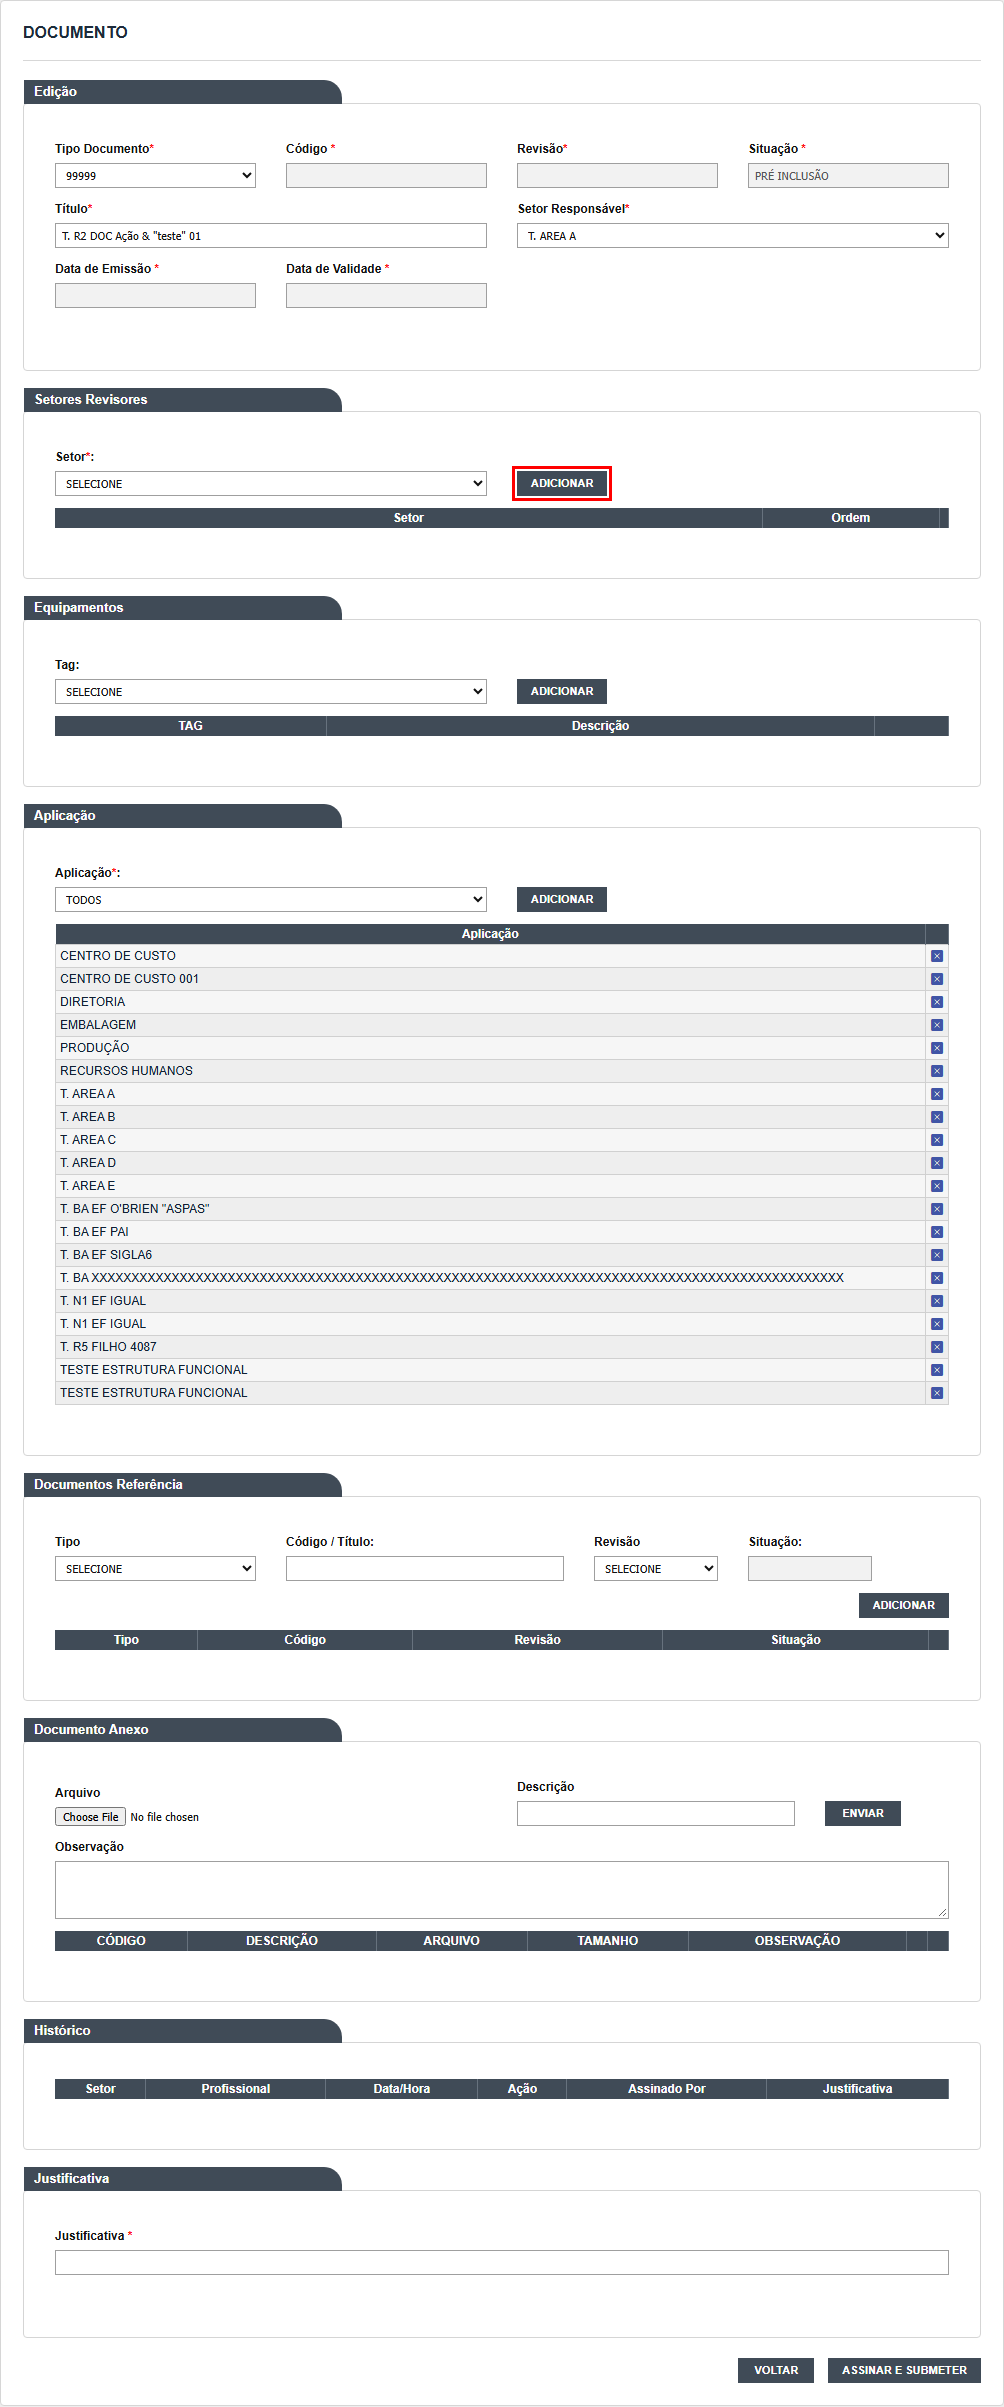 DOCUMENTO
Edição
Tipo Documento* Código * Revisão* Situação *
99999 PRÉ INCLUSÃO
Título* Setor Responsável*
T. R2 DOC Ação & "teste" 01 T. AREA A
Data de Emissão * Data de Validade *
Setores Revisores
Setor*:
SELECIONE ADICIONAR
Setor Ordem
Equipamentos
Tag:
SELECIONE ADICIONAR
TAG Descrição
Aplicação
Aplicação*:
TODOS ADICIONAR
Aplicação
CENTRO DE CUSTO
CENTRO DE CUSTO 001
DIRETORIA
EMBALAGEM
PRODUÇÃO
RECURSOS HUMANOS
T. AREA A
T. AREA B
T. AREA C
T. AREA D
T. AREA E
T. BA EF O'BRIEN "ASPAS"
T. BA EF PAI
T. BA EF SIGLA6
T. BA XXXXXXXXXXXXXXXXXXXXXXXXXXXXXXXXXXXXXXXXXXXXXXXXXXXXXXXXXXXXXXXXXXXXXXXXXXXXXXXXXXXXXXXXXXXXXX
T. N1 EF IGUAL
T. N1 EF IGUAL
T. R5 FILHO 4087
TESTE ESTRUTURA FUNCIONAL
TESTE ESTRUTURA FUNCIONAL
Documentos Referência
Tipo Código / Título: Revisão Situação:
SELECIONE SELECIONE
ADICIONAR
Tipo Código Revisão Situação
Documento Anexo
Arquivo Descrição
Choose File No file chosen ENVIAR
Observação
CÓDIGO DESCRIÇÃO ARQUIVO TAMANHO OBSERVAÇÃO
Histórico
Setor Profissional Data/Hora Ação Assinado Por Justificativa
Justificativa
Justificativa *
VOLTAR ASSINAR E SUBMETER